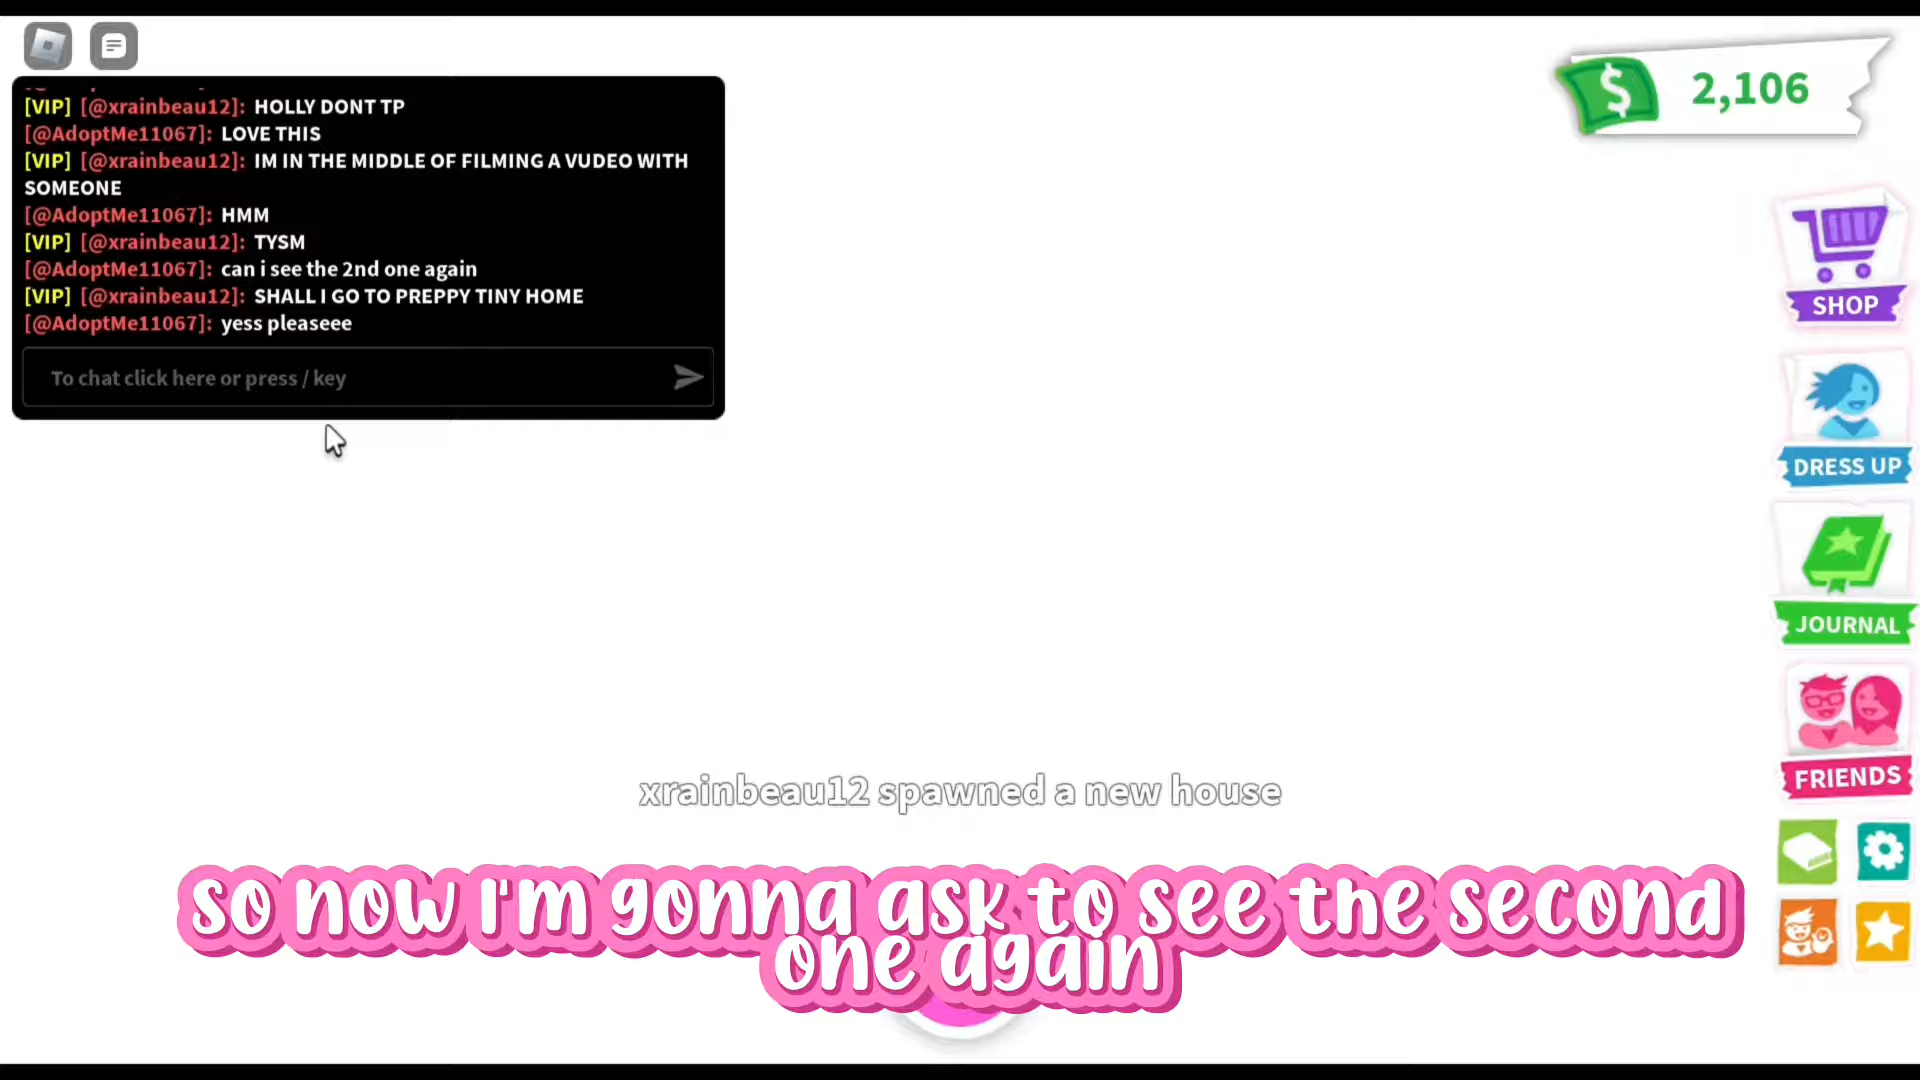 [VIP] [@xrainbeau12]: HOLLY DONT TP
[@AdoptMe11067]: LOVE THIS
[VIP] [@xrainbeau12]: IM IN THE MIDDLE OF FILMING A VUDEO WITH
SOMEONE
[@AdoptMe11067]: HMM
[VIP] [@xrainbeau12]: TYSM
[@AdoptMe11067]: can i see the 2nd one again
[VIP] [@xrainbeau12]: SHALL I GO TO PREPPY TINY HOME
[@AdoptMe11067]: yess pleaseee
To chat click here or press / key
2,106
SHOP
DRESS UP
JOURNAL
FRIENDS
xrainbeau12 spawned a new house
so now I'm gonna ask to see the second
one again